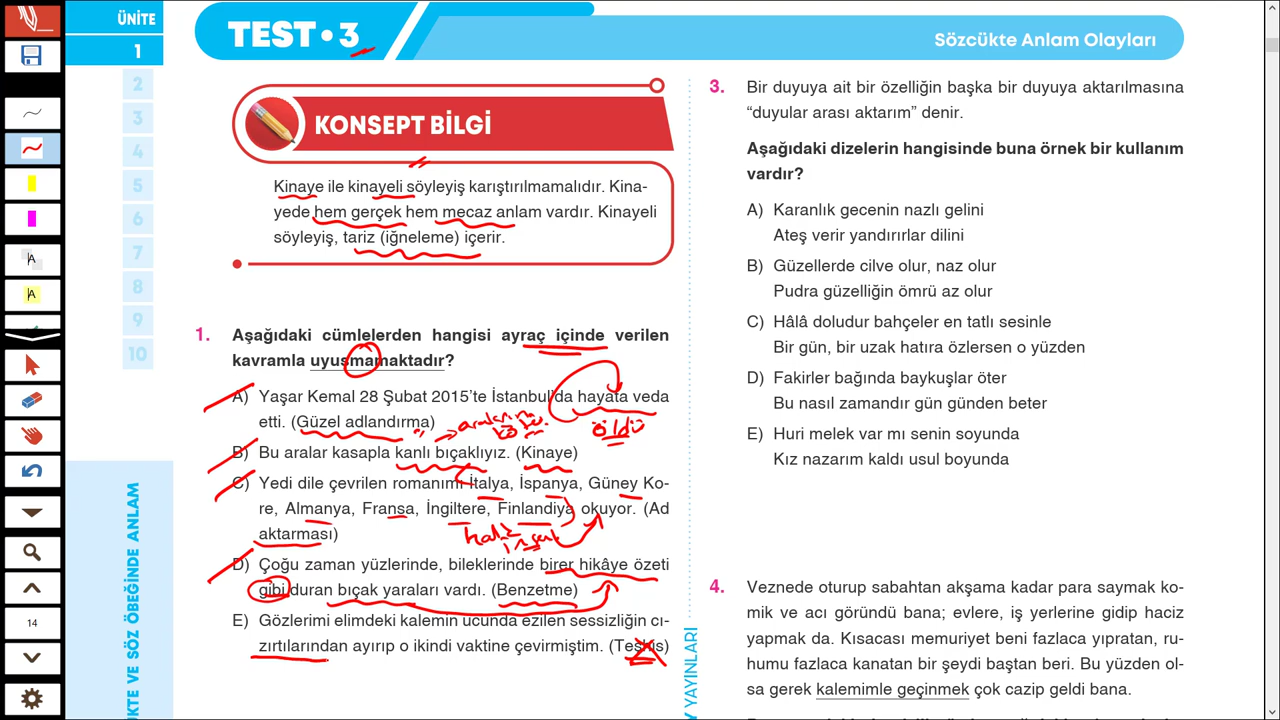 ÜNİTE
1
2
3
4
5
6
7
8
9
10
KTE VE SÖZ ÖBEĞİNDE ANLAM
A
A
14
TEST • 3
Sözcükte Anlam Olayları
KONSEPT BİLGİ
Kinaye ile kinayeli söyleyiş karıştırılmamalıdır. Kina-
yede hem gerçek hem mecaz anlam vardır. Kinayeli
söyleyiş, tariz (iğneleme) içerir.
1. Aşağıdaki cümlelerden hangisi ayraç içinde verilen
kavramla uyuşmamaktadır?
A) Yaşar Kemal 28 Şubat 2015’te İstanbul’da hayata veda
etti. (Güzel adlandırma)
öldü
B) Bu aralar kasapla kanlı bıçaklıyız. (Kinaye)
C) Yedi dile çevrilen romanımı İtalya, İspanya, Güney Ko-
re, Almanya, Fransa, İngiltere, Finlandiya okuyor. (Ad
aktarması)
D) Çoğu zaman yüzlerinde, bileklerinde birer hikâye özeti
gibi duran bıçak yaraları vardı. (Benzetme)
E) Gözlerimi elimdeki kalemin ucunda ezilen sessizliğin cı-
zırtılarından ayırıp o ikindi vaktine çevirmiştim. (Teşhis)
Y YAYINLARI
3. Bir duyuya ait bir özelliğin başka bir duyuya aktarılmasına
“duyular arası aktarım” denir.
Aşağıdaki dizelerin hangisinde buna örnek bir kullanım
vardır?
A) Karanlık gecenin nazlı gelini
Ateş verir yandırırlar dilini
B) Güzellerde cilve olur, naz olur
Pudra güzelliğin ömrü az olur
C) Hâlâ doludur bahçeler en tatlı sesinle
Bir gün, bir uzak hatıra özlersen o yüzden
D) Fakirler bağında baykuşlar öter
Bu nasıl zamandır gün günden beter
E) Huri melek var mı senin soyunda
Kız nazarım kaldı usul boyunda
4. Veznede oturup sabahtan akşama kadar para saymak ko-
mik ve acı göründü bana; evlere, iş yerlerine gidip haciz
yapmak da. Kısacası memuriyet beni fazlaca yıpratan, ru-
humu fazlaca kanatan bir şeydi baştan beri. Bu yüzden ol-
sa gerek kalemimle geçinmek çok cazip geldi bana.